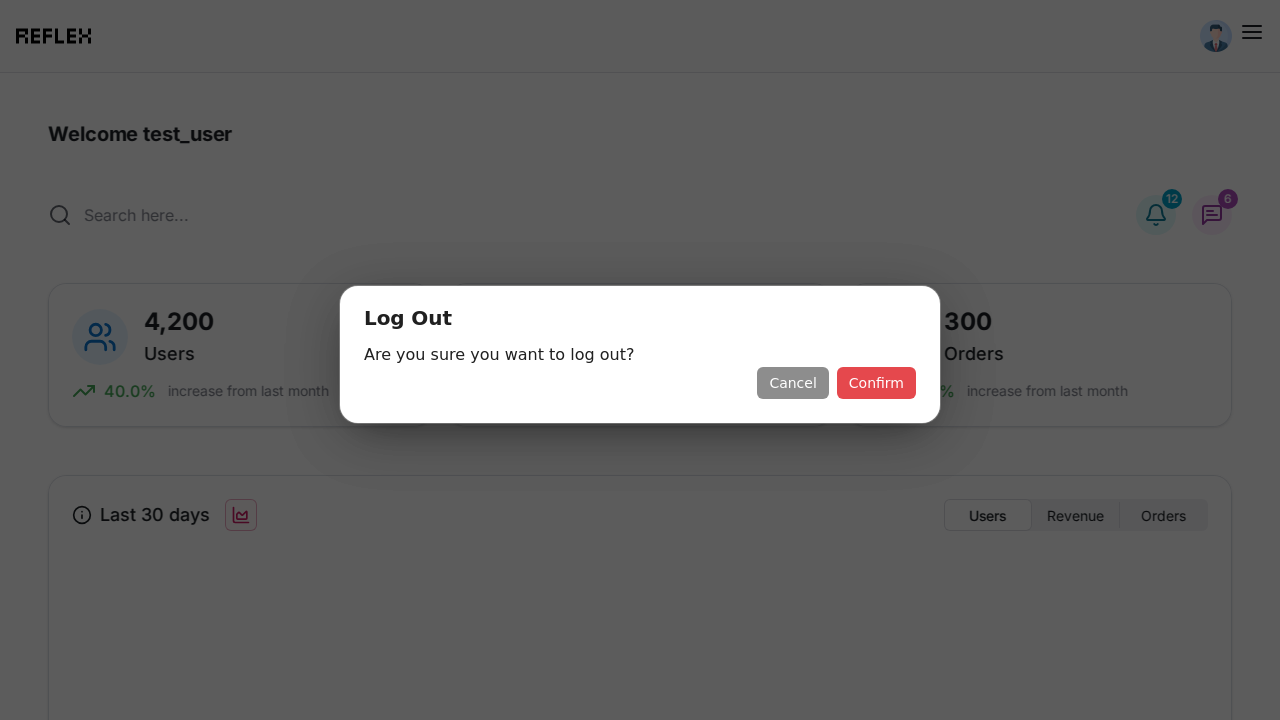 REFLEX
Welcome test_user
Search here...
12
6
4,200
Users
40.0%
increase from last month
Log Out
Are you sure you want to log out?
Cancel
Confirm
300
Orders
%
increase from last month
Last 30 days
Users
Revenue
Orders